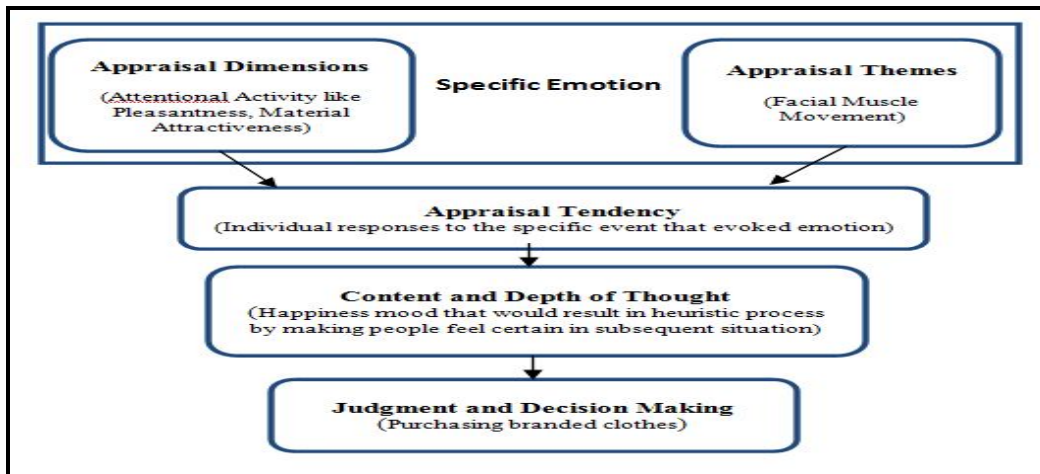 Appraisal Dimensions
(Attentional Activity like
Pleasantness, Material
Attractiveness)
Specific Emotion
Appraisal Themes
(Facial Muscle
Movement)
Appraisal Tendency
(Individual responses to the specific event that evoked emotion)
Content and Depth of Thought
(Happiness mood that would result in heuristic process
by making people feel certain in subsequent situation)
Judgment and Decision Making
(Purchasing branded clothes)